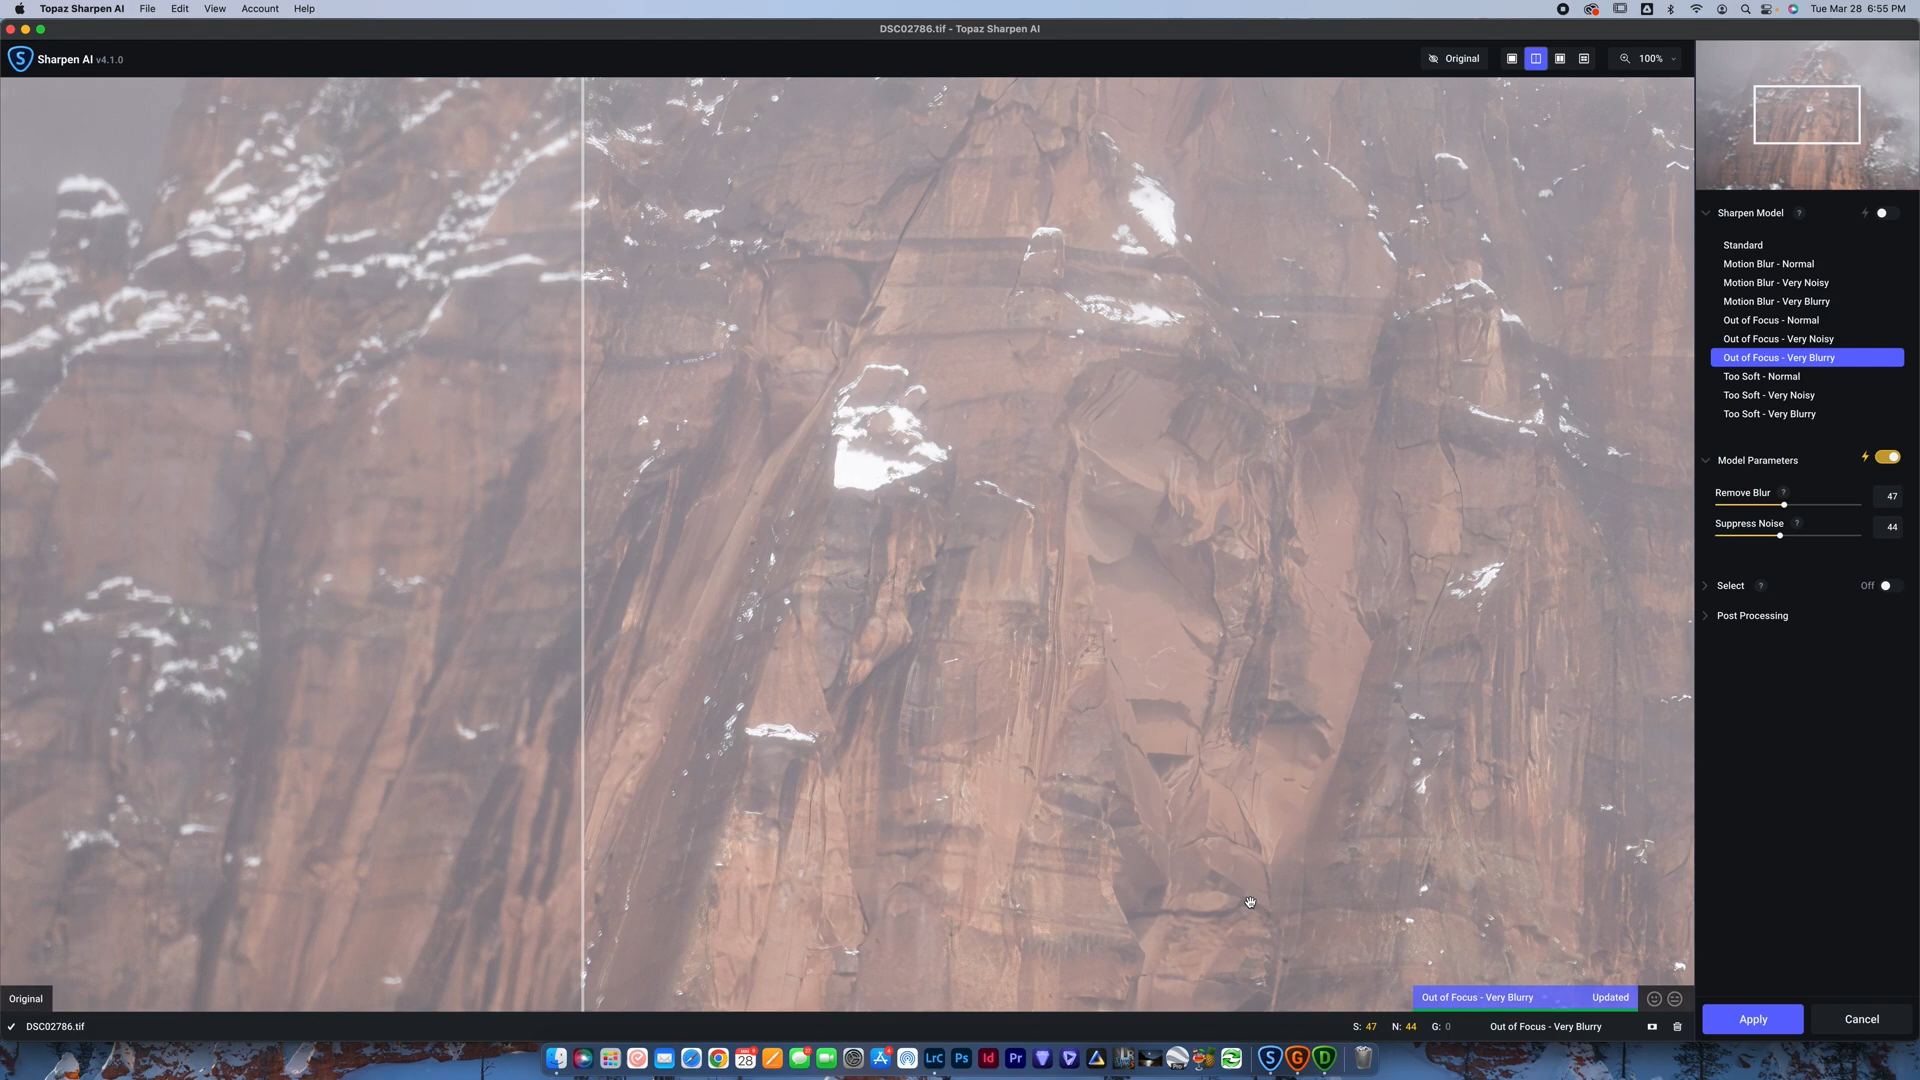 Topaz Sharpen AI File Edit View Account Help Tue Mar 28 6:55 PM
DSC02786.tif - Topaz Sharpen AI
S Sharpen AI v4.1.0 Original 100%
Sharpen Model ?
Standard
Motion Blur - Normal
Motion Blur - Very Noisy
Motion Blur - Very Blurry
Out of Focus - Normal
Out of Focus - Very Noisy
Out of Focus - Very Blurry
Too Soft - Normal
Too Soft - Very Noisy
Too Soft - Very Blurry
Model Parameters
Remove Blur ? 47
Suppress Noise ? 44
Select ? Off
Post Processing
Original
Out of Focus - Very Blurry Updated
DSC02786.tif S: 47 N: 44 G: 0 Out of Focus - Very Blurry
Apply Cancel
28 LrC Ps Id Pr S G D